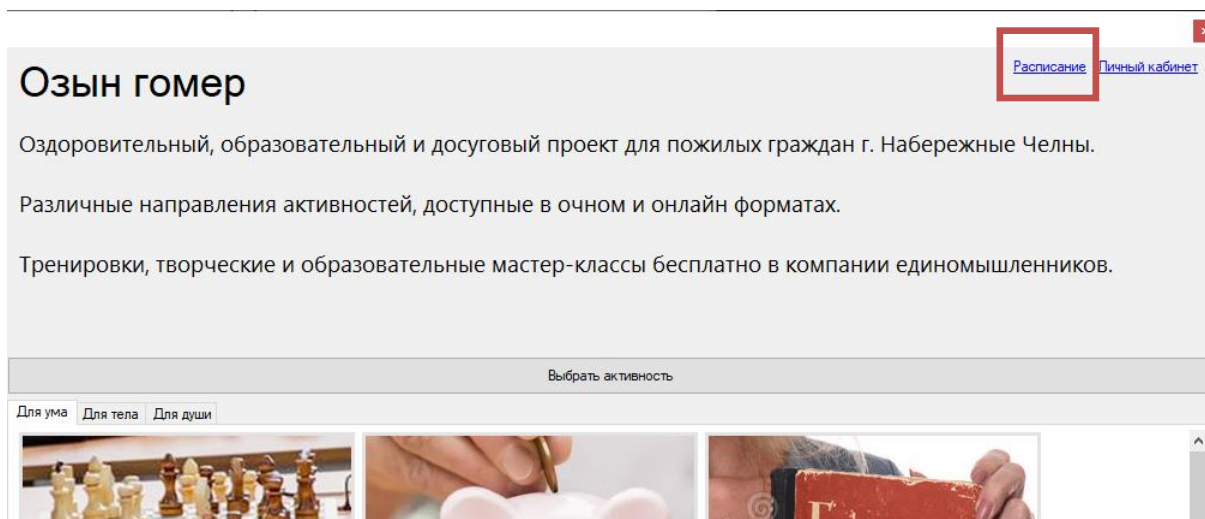 Расписание Личный кабинет
Озын гомер
Оздоровительный, образовательный и досуговый проект для пожилых граждан г. Набережные Челны.
Различные направления активностей, доступные в очном и онлайн форматах.
Тренировки, творческие и образовательные мастер-классы бесплатно в компании единомышленников.
Выбрать активность
Для ума Для тела Для души